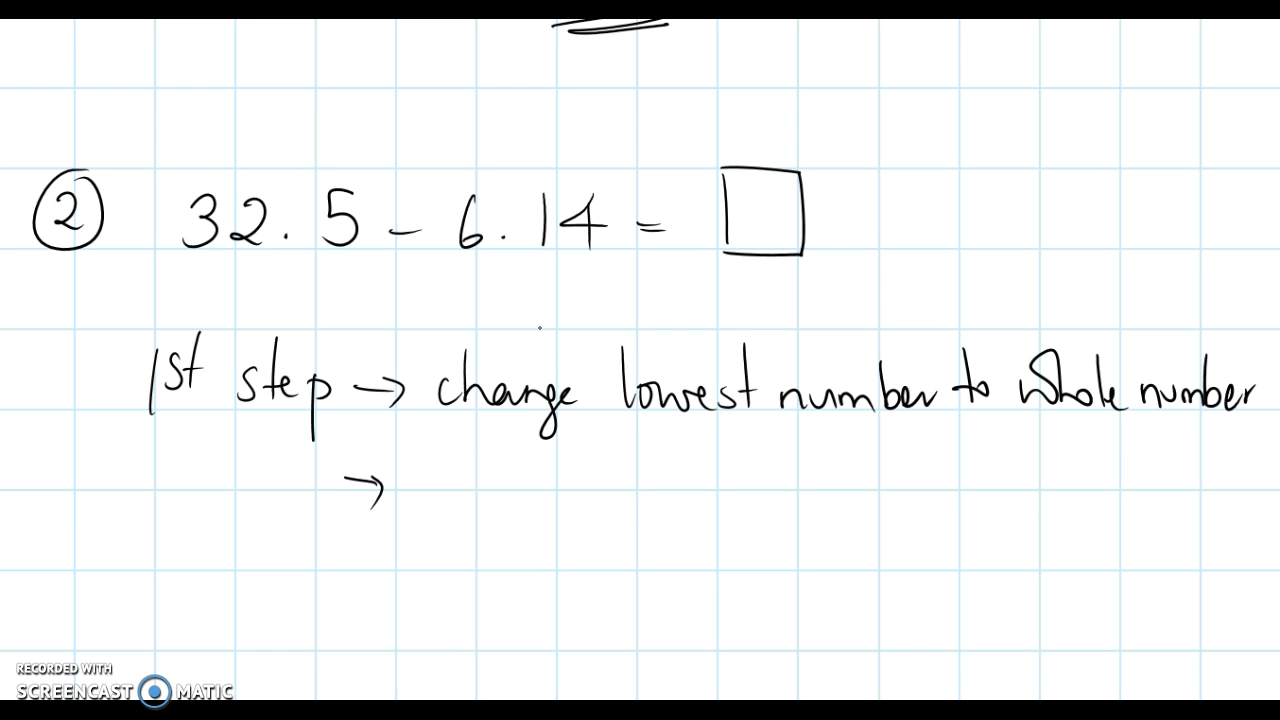 ② 32.5 - 6.14 = □
1st step → change lowest number to whole number
→
RECORDED WITH
SCREENCAST MATIC